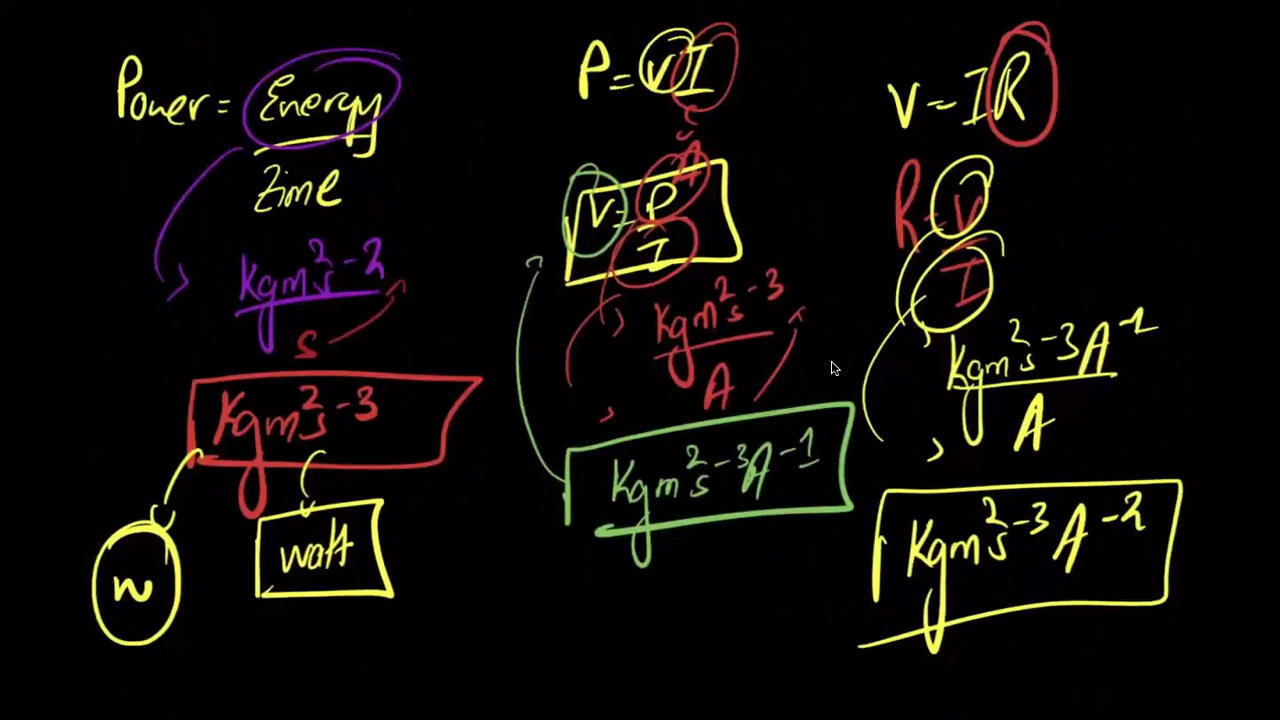 Power = Energy
Time
Kgm²s⁻²
s
Kgm²s⁻³
W
watt
P = VI
A
V = P
I
Kgm²s⁻³
A
Kgm²s⁻³A⁻¹
V = IR
R = V
I
Kgm²s⁻³A⁻¹
A
Kgm²s⁻³A⁻²